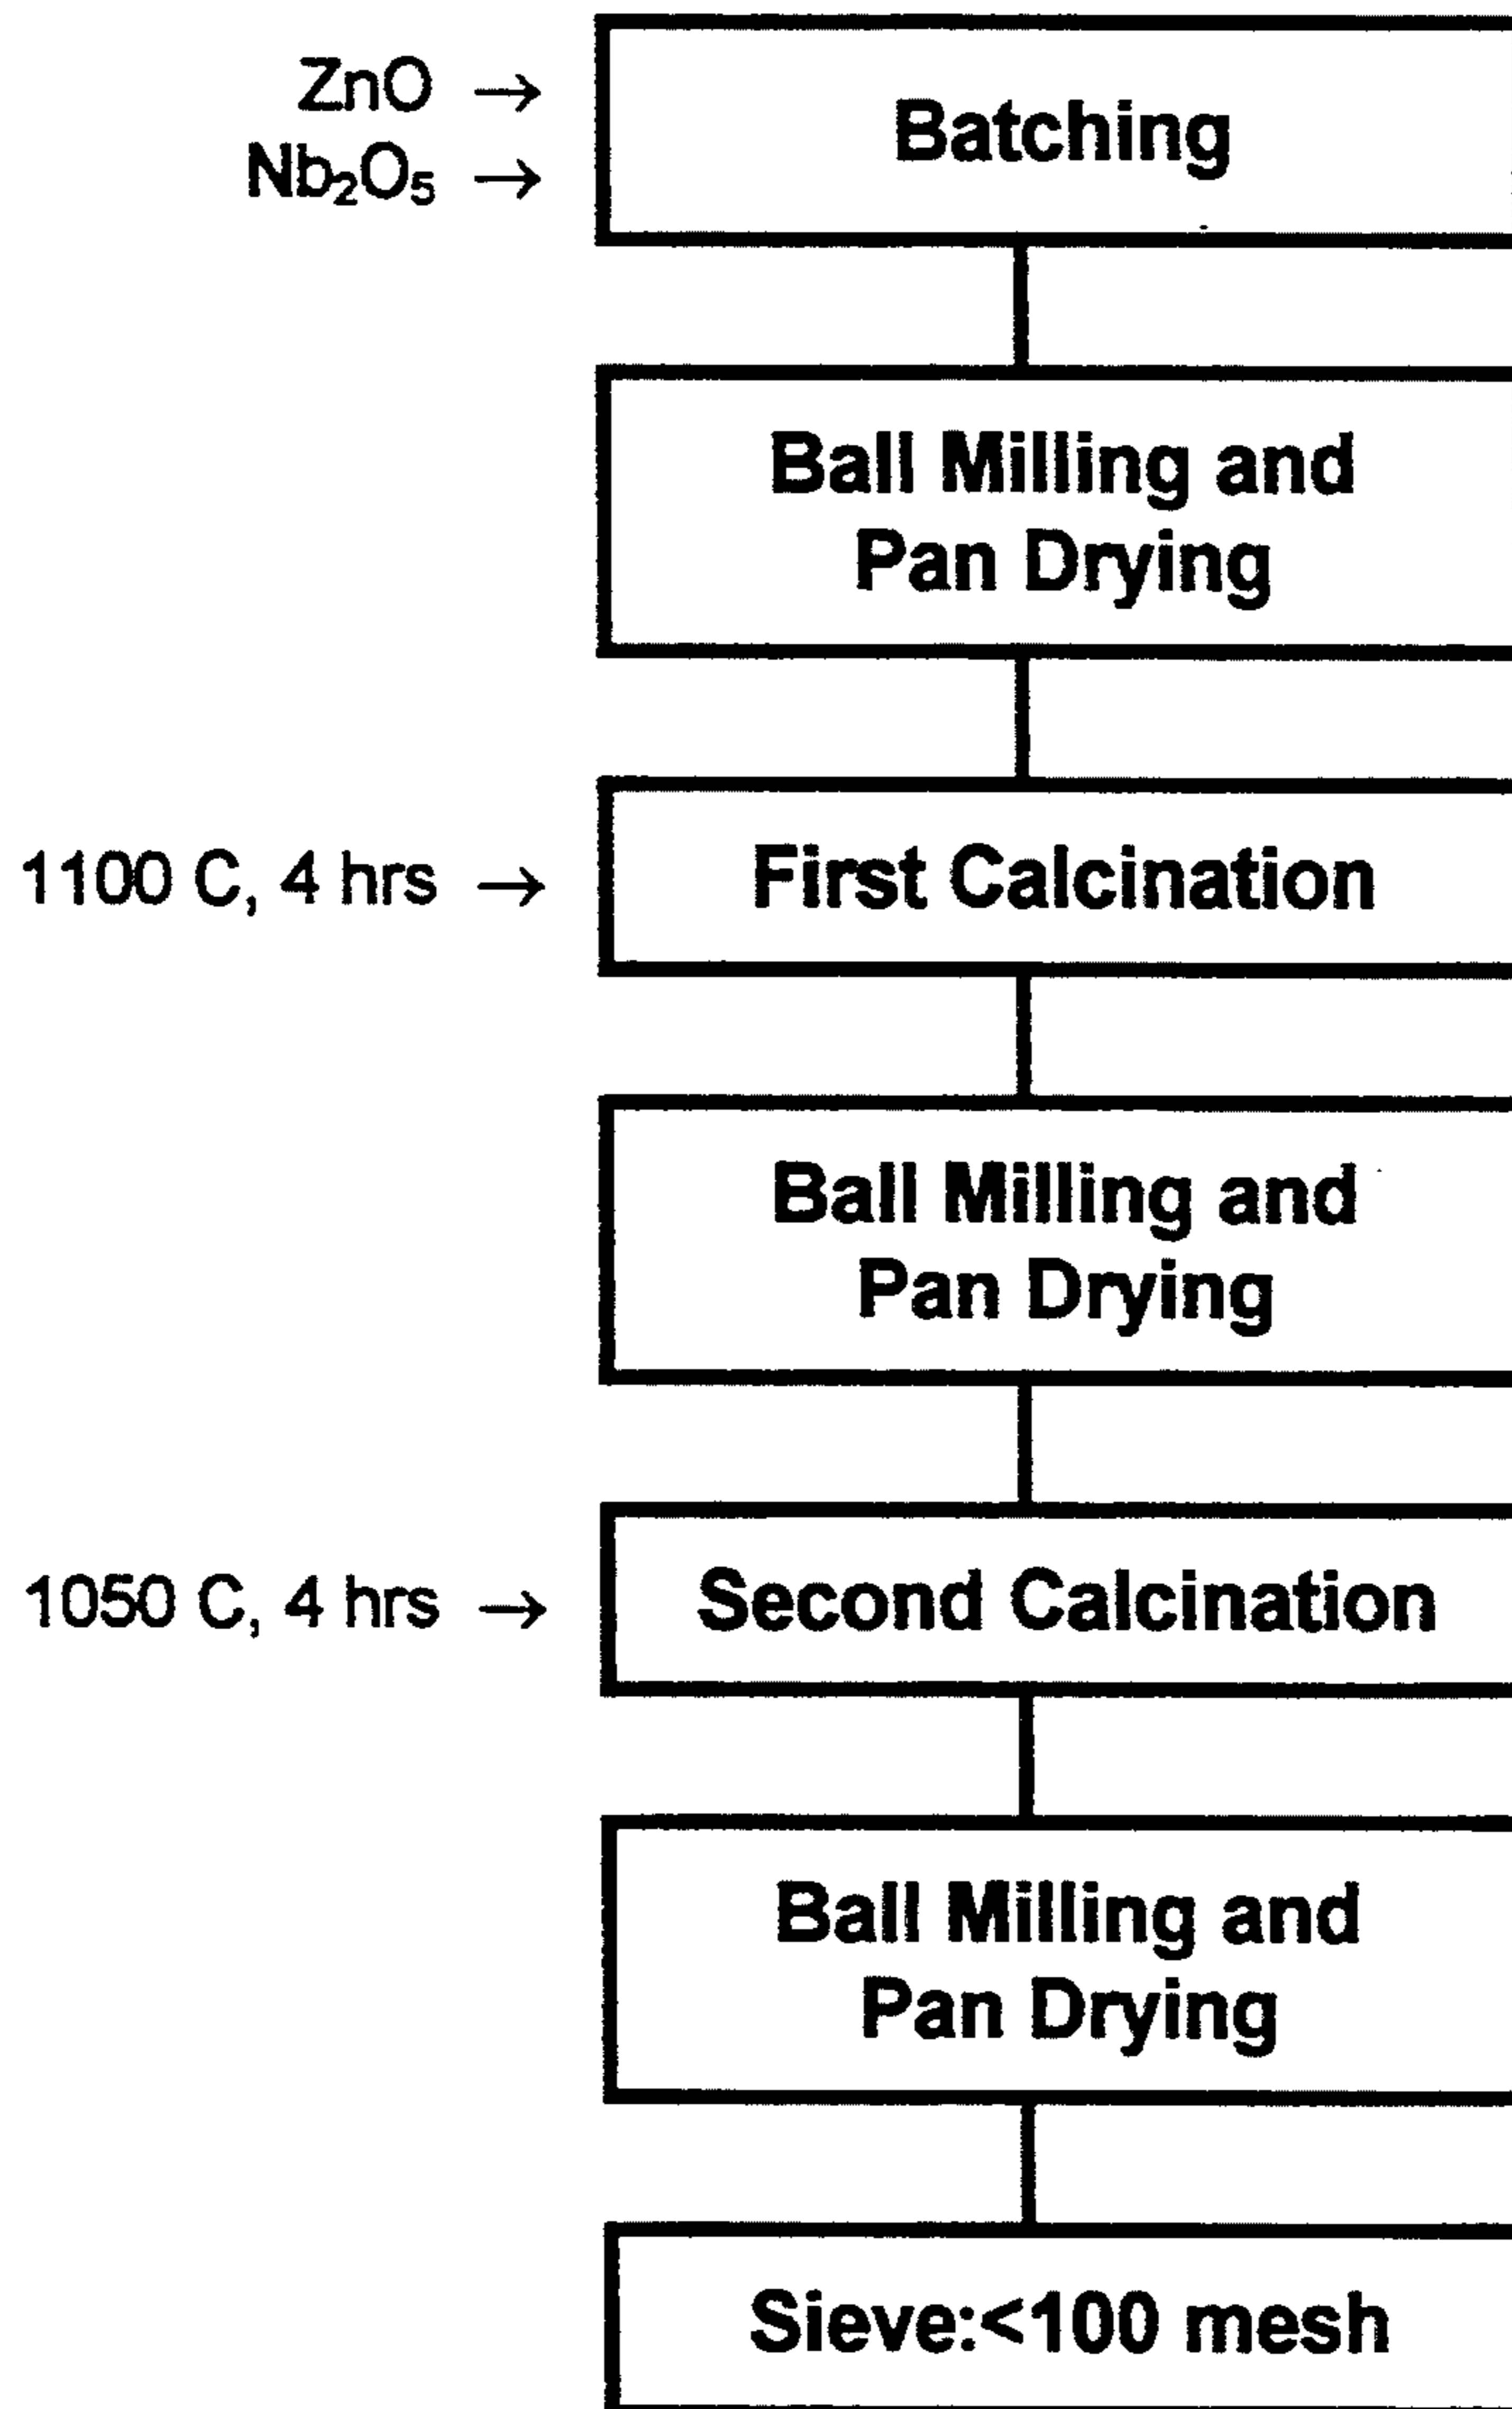 ZnO →
Batching
Nb₂O₅ →
Ball Milling and
Pan Drying
1100 C, 4 hrs →
First Calcination
Ball Milling and
Pan Drying
1050 C, 4 hrs →
Second Calcination
Ball Milling and
Pan Drying
Sieve:<100 mesh